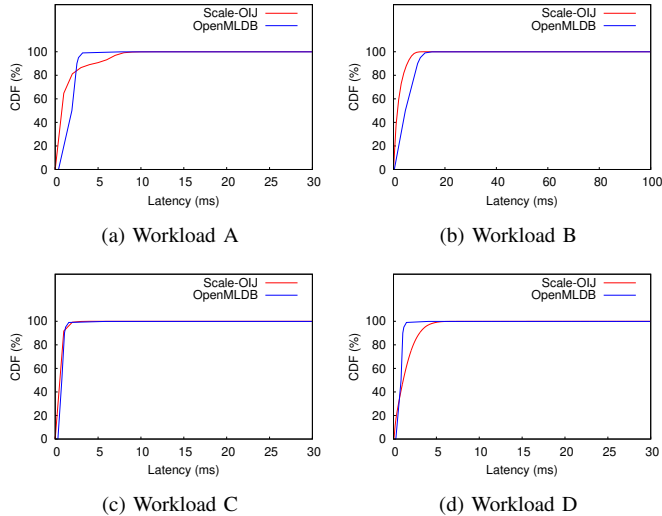 Scale-OIJ
OpenMLDB
CDF (%)
100
80
60
40
20
0
0 5 10 15 20 25 30
Latency (ms)
(a) Workload A
Scale-OIJ
OpenMLDB
CDF (%)
100
80
60
40
20
0
0 20 40 60 80 100
Latency (ms)
(b) Workload B
Scale-OIJ
OpenMLDB
CDF (%)
100
80
60
40
20
0
0 5 10 15 20 25 30
Latency (ms)
(c) Workload C
Scale-OIJ
OpenMLDB
CDF (%)
100
80
60
40
20
0
0 5 10 15 20 25 30
Latency (ms)
(d) Workload D